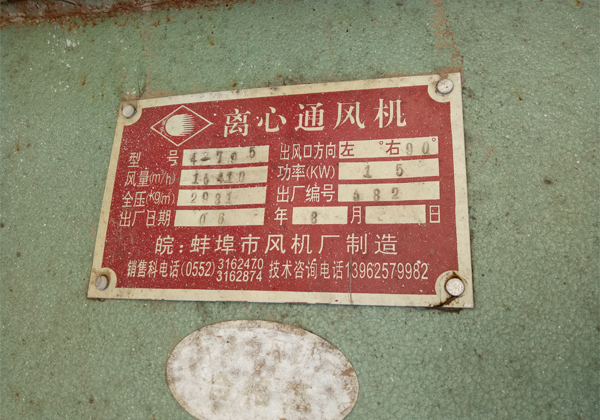 离心通风机
型 号 4-79 5 出风口方向左 °右90°
风量(m³/h) 功率(KW) 15
全压(kg/m²) 出厂编号 682
出厂日期 06 年 8 月 日
皖:蚌埠市风机厂制造
销售科电话(0552) 3162470 3162874 技术咨询电话13962579982